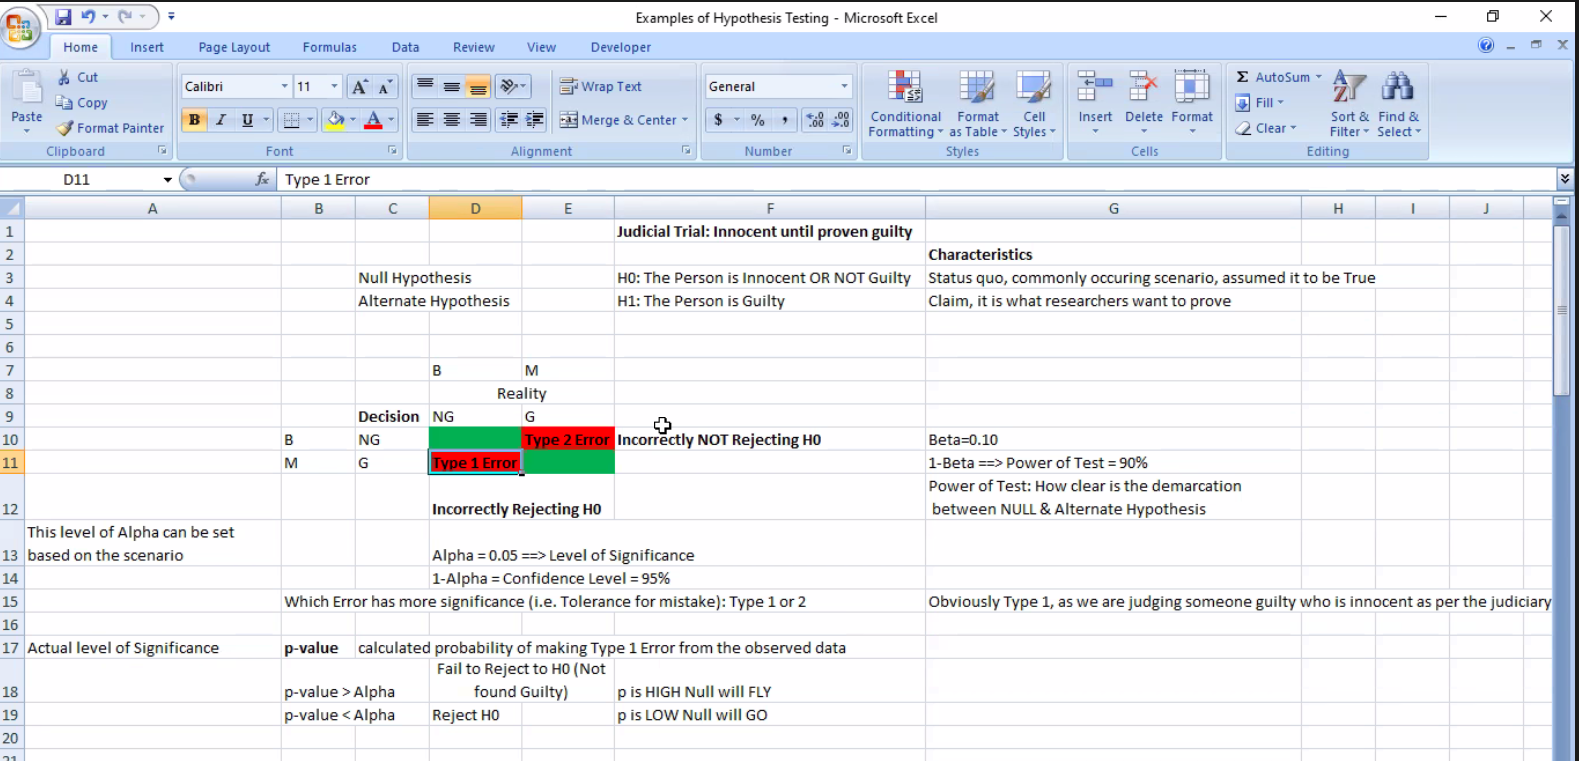 Examples of Hypothesis Testing - Microsoft Excel
Home Insert Page Layout Formulas Data Review View Developer
Cut
Copy
Format Painter
Paste
Clipboard
Calibri 11
B I U
Font
Wrap Text
Merge & Center
Alignment
General
$ % ,
Number
Conditional Formatting
Format as Table
Cell Styles
Styles
Insert Delete Format
Cells
AutoSum
Fill
Clear
Sort & Filter
Find & Select
Editing
D11 fx Type 1 Error
A B C D E F G H I J
1 Judicial Trial: Innocent until proven guilty
2 Characteristics
3 Null Hypothesis H0: The Person is Innocent OR NOT Guilty Status quo, commonly occuring scenario, assumed it to be True
4 Alternate Hypothesis H1: The Person is Guilty Claim, it is what researchers want to prove
5
6
7 B M
8 Reality
9 Decision NG G
10 B NG Type 2 Error Incorrectly NOT Rejecting H0 Beta=0.10
11 M G Type 1 Error 1-Beta ==> Power of Test = 90%
Power of Test: How clear is the demarcation
12 Incorrectly Rejecting H0 between NULL & Alternate Hypothesis
This level of Alpha can be set
13 based on the scenario Alpha = 0.05 ==> Level of Significance
14 1-Alpha = Confidence Level = 95%
15 Which Error has more significance (i.e. Tolerance for mistake): Type 1 or 2 Obviously Type 1, as we are judging someone guilty who is innocent as per the judiciary
16
17 Actual level of Significance p-value calculated probability of making Type 1 Error from the observed data
Fail to Reject to H0 (Not
18 p-value > Alpha found Guilty) p is HIGH Null will FLY
19 p-value < Alpha Reject H0 p is LOW Null will GO
20
21